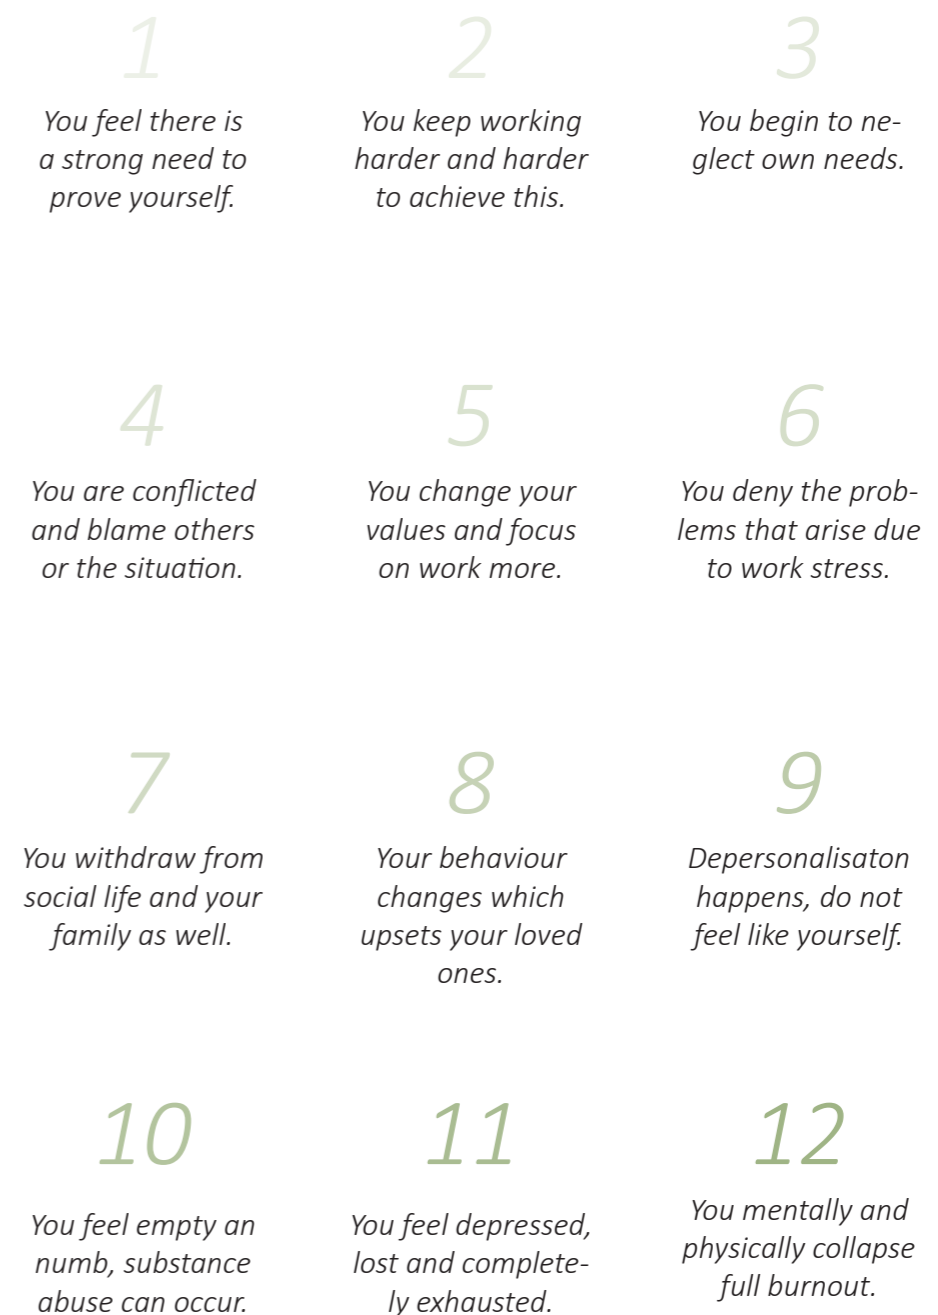 1
You feel there is
a strong need to
prove yourself.
2
You keep working
harder and harder
to achieve this.
3
You begin to ne-
glect own needs.
4
You are conflicted
and blame others
or the situation.
5
You change your
values and focus
on work more.
6
You deny the prob-
lems that arise due
to work stress.
7
You withdraw from
social life and your
family as well.
8
Your behaviour
changes which
upsets your loved
ones.
9
Depersonalisaton
happens, do not
feel like yourself.
10
You feel empty an
numb, substance
abuse can occur.
11
You feel depressed,
lost and complete-
ly exhausted.
12
You mentally and
physically collapse
full burnout.